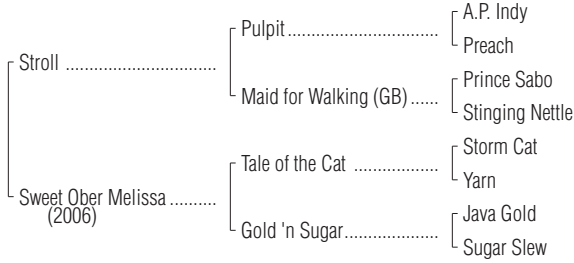 A.P. Indy
Pulpit
Preach
Stroll
Prince Sabo
Maid for Walking (GB)
Stinging Nettle
Storm Cat
Tale of the Cat
Yarn
Sweet Ober Melissa
(2006)
Java Gold
Gold 'n Sugar
Sugar Slew